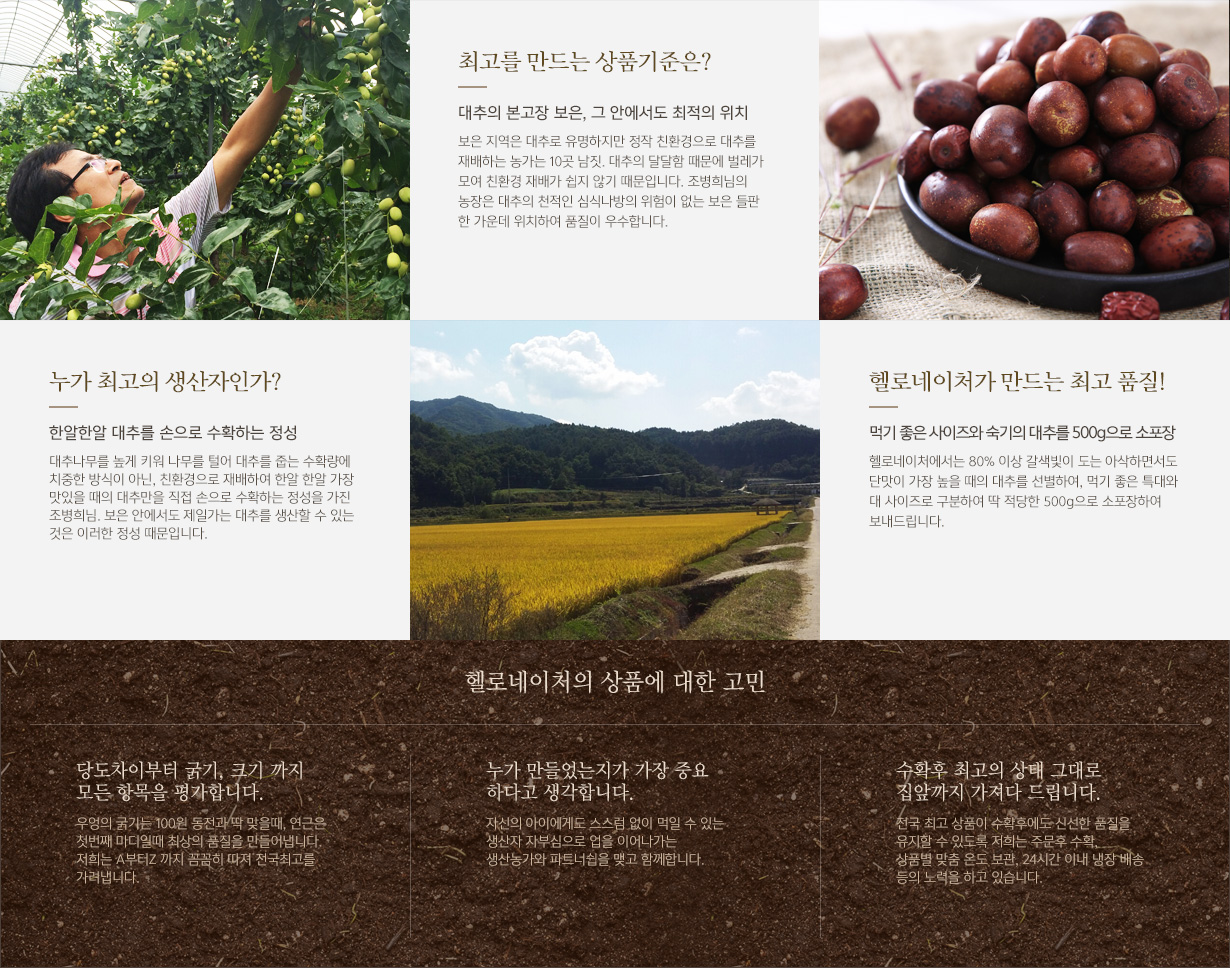 최고를 만드는 상품기준은?
대추의 본고장 보은, 그 안에서도 최적의 위치
보은 지역은 대추로 유명하지만 정작 친환경으로 대추를
재배하는 농가는 10곳 남짓. 대추의 달달함 때문에 벌레가
모여 친환경 재배가 쉽지 않기 때문입니다. 조병희님의
농장은 대추의 천적인 심식나방의 위험이 없는 보은 들판
한 가운데 위치하여 품질이 우수합니다.
누가 최고의 생산자인가?
한알한알 대추를 손으로 수확하는 정성
대추나무를 높게 키워 나무를 털어 대추를 줍는 수확량에
치중한 방식이 아닌, 친환경으로 재배하여 한알 한알 가장
맛있을 때의 대추만을 직접 손으로 수확하는 정성을 가진
조병희님. 보은 안에서도 제일가는 대추를 생산할 수 있는
것은 이러한 정성 때문입니다.
헬로네이처가 만드는 최고 품질!
먹기 좋은 사이즈와 숙기의 대추를 500g으로 소포장
헬로네이처에서는 80% 이상 갈색빛이 도는 아삭하면서도
단맛이 가장 높을 때의 대추를 선별하여, 먹기 좋은 특대와
대 사이즈로 구분하여 딱 적당한 500g으로 소포장하여
보내드립니다.
헬로네이처의 상품에 대한 고민
당도차이부터 굵기, 크기 까지
모든 항목을 평가합니다.
우엉의 굵기는 100원 동전과 딱 맞을때, 연근은
첫번째 마디일때 최상의 품질을 만들어냅니다.
저희는 A부터Z 까지 꼼꼼히 따져 전국최고를
가려냅니다.
누가 만들었는지가 가장 중요
하다고 생각합니다.
자신의 아이에게도 스스럼 없이 먹일 수 있는
생산자 자부심으로 업을 이어나가는
생산농가와 파트너쉽을 맺고 함께합니다.
수확후 최고의 상태 그대로
집앞까지 가져다 드립니다.
전국 최고 상품이 수확후에도 신선한 품질을
유지할 수 있도록 저희는 주문후 수확,
상품별 맞춤 온도 보관, 24시간 이내 냉장 배송
등의 노력을 하고 있습니다.